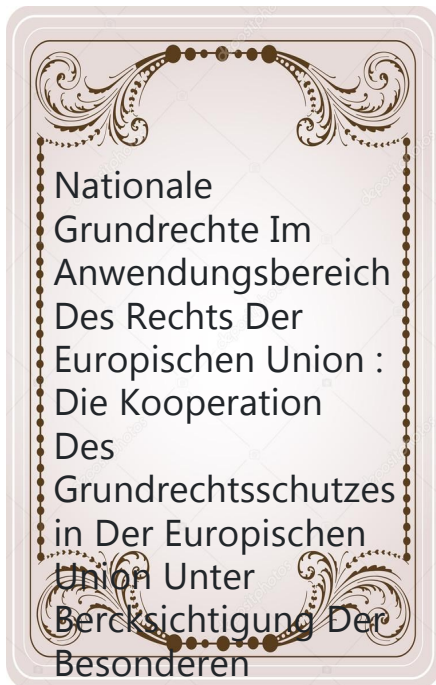 Nationale
Grundrechte Im
Anwendungsbereich
Des Rechts Der
Europischen Union :
Die Kooperation
Des
Grundrechtsschutzes
in Der Europischen
Union Unter
Bercksichtigung Der
Besonderen